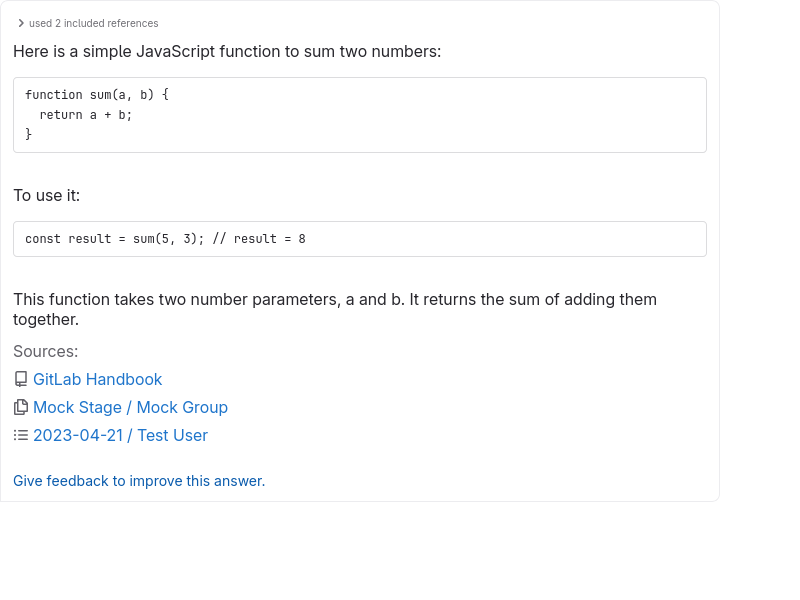 used 2 included references
Here is a simple JavaScript function to sum two numbers:
function sum(a, b) {
  return a + b;
}
To use it:
const result = sum(5, 3); // result = 8
This function takes two number parameters, a and b. It returns the sum of adding them
together.
Sources:
GitLab Handbook
Mock Stage / Mock Group
2023-04-21 / Test User
Give feedback to improve this answer.